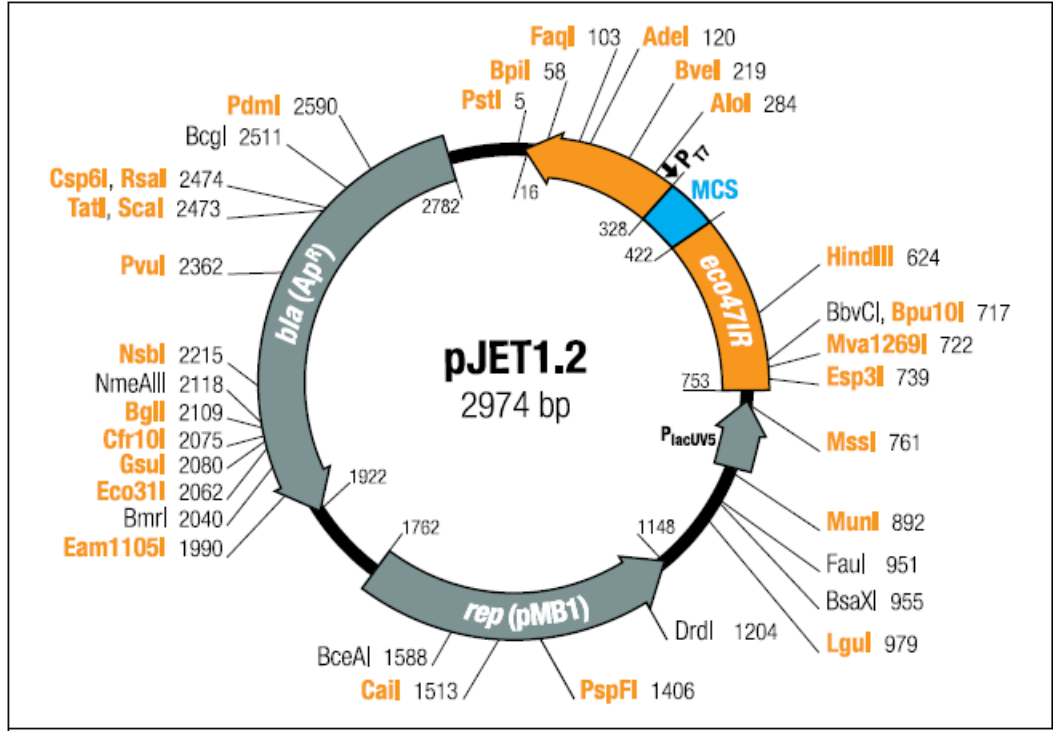 FaqI 103
AdeI 120
BpiI 58
BveI 219
PstI 5
AloI 284
PdmI 2590
BcgI 2511
Csp6I, RsaI 2474
TatI, ScaI 2473
PvuI 2362
NsbI 2215
NmeAIII 2118
BglI 2109
Cfr10I 2075
GsuI 2080
Eco31I 2062
BmrI 2040
Eam1105I 1990
PT7
MCS
2782
16
328
422
eco47IR
HindIII 624
BbvCI, Bpu10I 717
Mva1269I 722
Esp3I 739
753
PlacUV5
MssI 761
MunI 892
FauI 951
BsaXI 955
LguI 979
bla (ApR)
pJET1.2
2974 bp
1922
1762
1148
rep (pMB1)
DrdI 1204
BceAI 1588
CaiI 1513
PspFI 1406